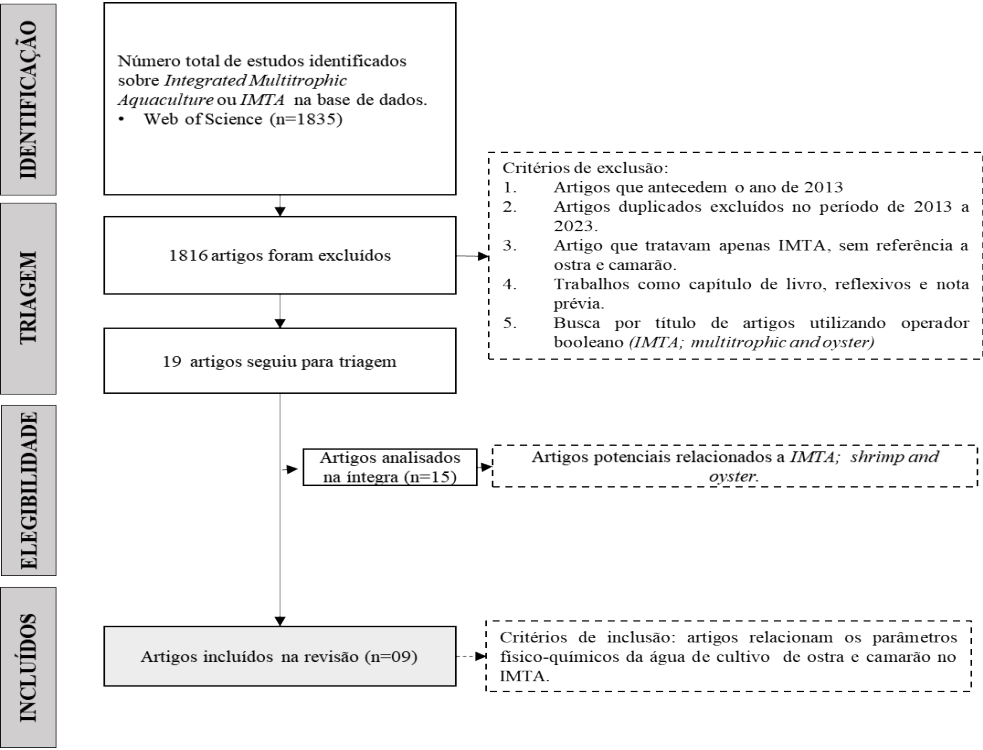 IDENTIFICAÇÃO
Número total de estudos identificados
sobre Integrated Multitrophic
Aquaculture ou IMTA na base de dados.
• Web of Science (n=1835)
TRIAGEM
1816 artigos foram excluídos
Critérios de exclusão:
1. Artigos que antecedem o ano de 2013
2. Artigos duplicados excluídos no período de 2013 a
2023.
3. Artigo que tratavam apenas IMTA, sem referência a
ostra e camarão.
4. Trabalhos como capítulo de livro, reflexivos e nota
prévia.
5. Busca por título de artigos utilizando operador
booleano (IMTA; multitrophic and oyster)
19 artigos seguiu para triagem
ELEGIBILIDADE
Artigos analisados
na íntegra (n=15)
Artigos potenciais relacionados a IMTA; shrimp and
oyster.
INCLUÍDOS
Artigos incluídos na revisão (n=09)
Critérios de inclusão: artigos relacionam os parâmetros
físico-químicos da água de cultivo de ostra e camarão no
IMTA.